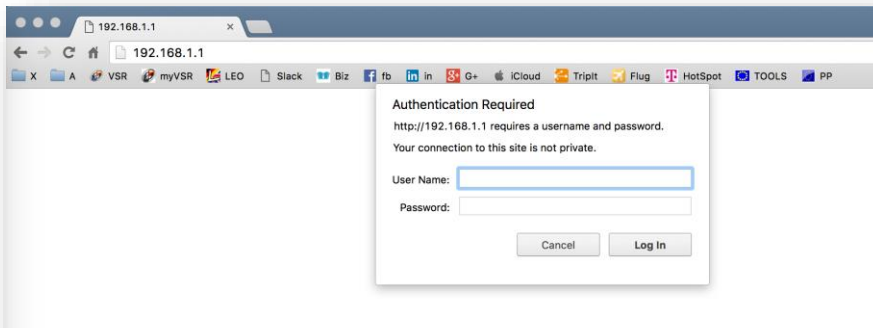 192.168.1.1
192.168.1.1
X A VSR myVSR LEO Slack Biz fb in in G+ iCloud TripIt Flug HotSpot TOOLS PP
Authentication Required
http://192.168.1.1 requires a username and password.
Your connection to this site is not private.
User Name:
Password:
Cancel Log In